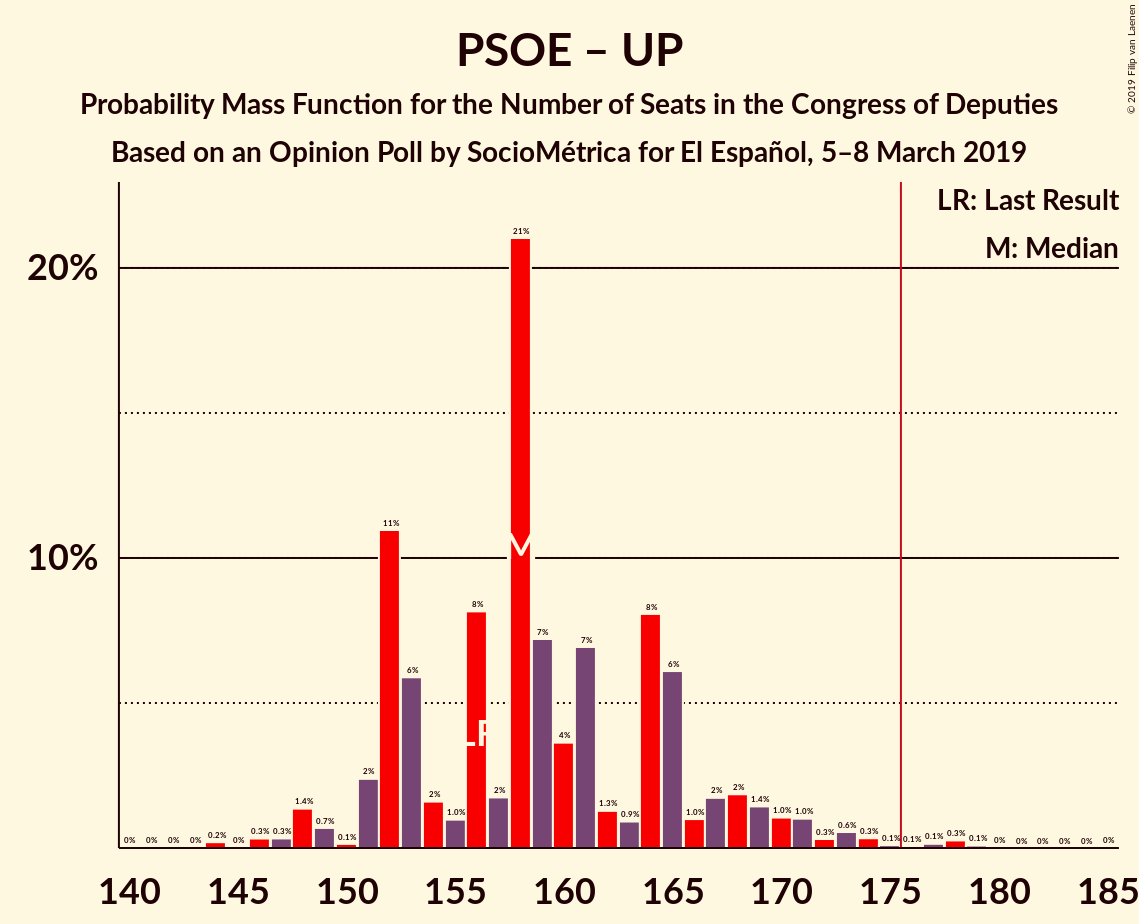 © 2019 Filip van Laenen
PSOE – UP
Probability Mass Function for the Number of Seats in the Congress of Deputies
Based on an Opinion Poll by SocioMétrica for El Español, 5–8 March 2019
LR: Last Result
M: Median
20%
10%
0% 0% 0% 0% 0.2% 0% 0.3% 0.3% 1.4% 0.7% 0.1% 2% 11% 6% 2% 1.0% 8% 2% 21% 7% 4% 7% 1.3% 0.9% 8% 6% 1.0% 2% 2% 1.4% 1.0% 1.0% 0.3% 0.6% 0.3% 0.1% 0.1% 0.1% 0.3% 0.1% 0% 0% 0% 0% 0% 0%
M
LR
140 145 150 155 160 165 170 175 180 185